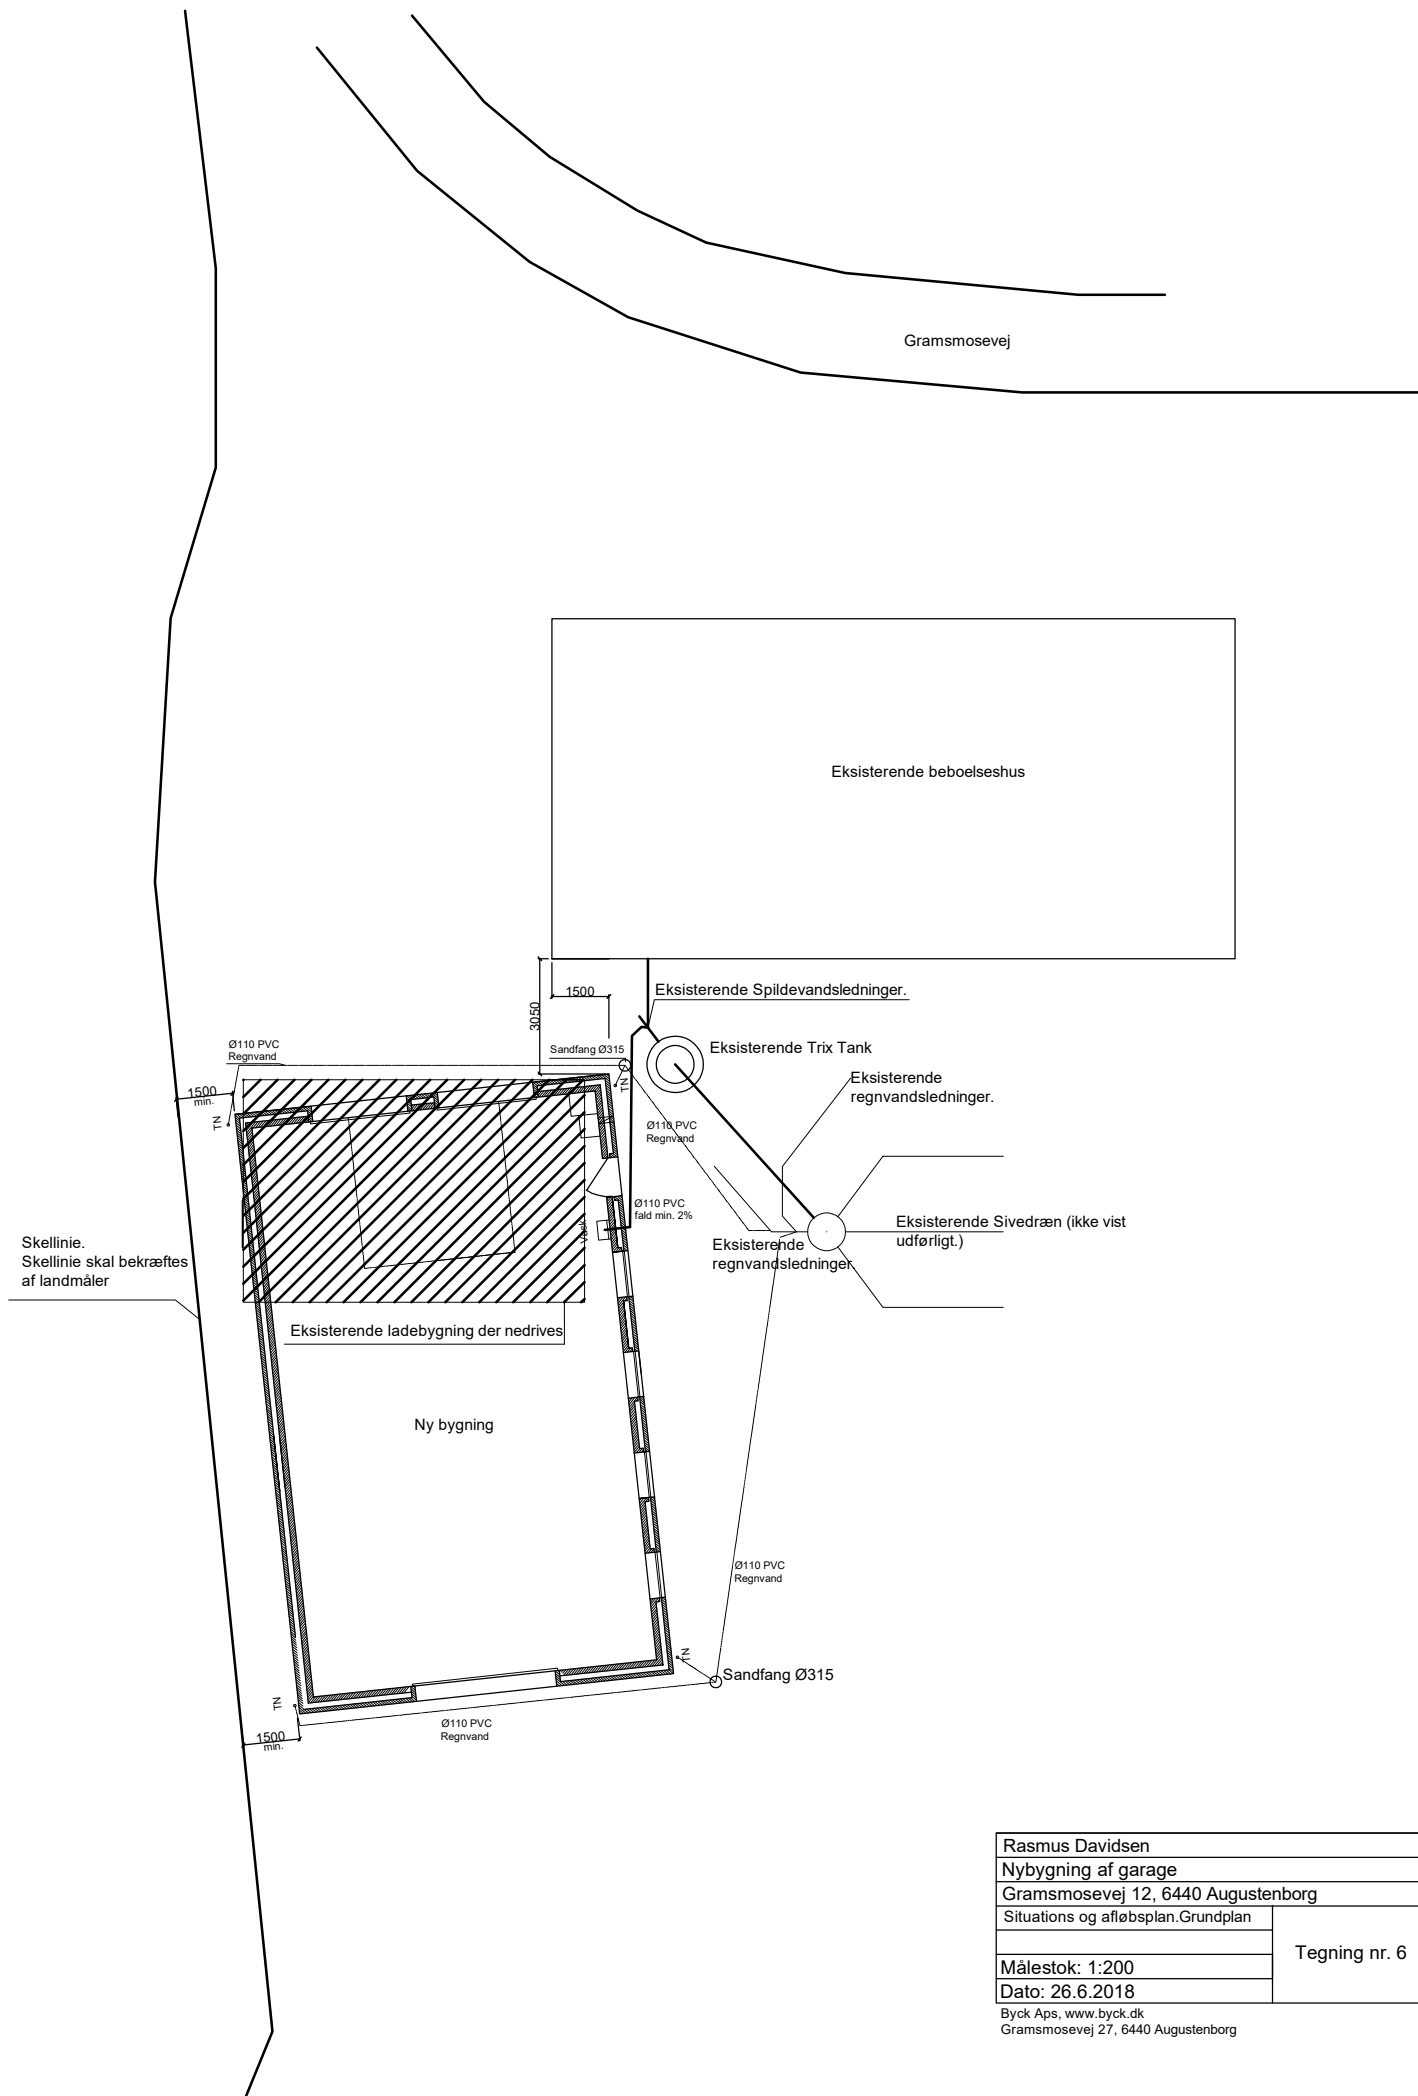 Gramsmosevej
Eksisterende beboelseshus
1500
3050
Eksisterende Spildevandsledninger.
Ø110 PVC
Regnvand
Sandfang Ø315
Eksisterende Trix Tank
Eksisterende
regnvandsledninger.
1500
min.
TN
TN
Ø110 PVC
Regnvand
Ø110 PVC
fald min. 2%
Vask
Eksisterende Sivedræn (ikke vist
udførligt.)
Eksisterende
regnvandsledninger
Skellinie.
Skellinie skal bekræftes
af landmåler
Eksisterende ladebygning der nedrives
Ny bygning
Ø110 PVC
Regnvand
TN
Sandfang Ø315
TN
Ø110 PVC
Regnvand
1500
min.
Rasmus Davidsen
Nybygning af garage
Gramsmosevej 12, 6440 Augustenborg
Situations og afløbsplan.Grundplan
Tegning nr. 6
Målestok: 1:200
Dato: 26.6.2018
Byck Aps, www.byck.dk
Gramsmosevej 27, 6440 Augustenborg